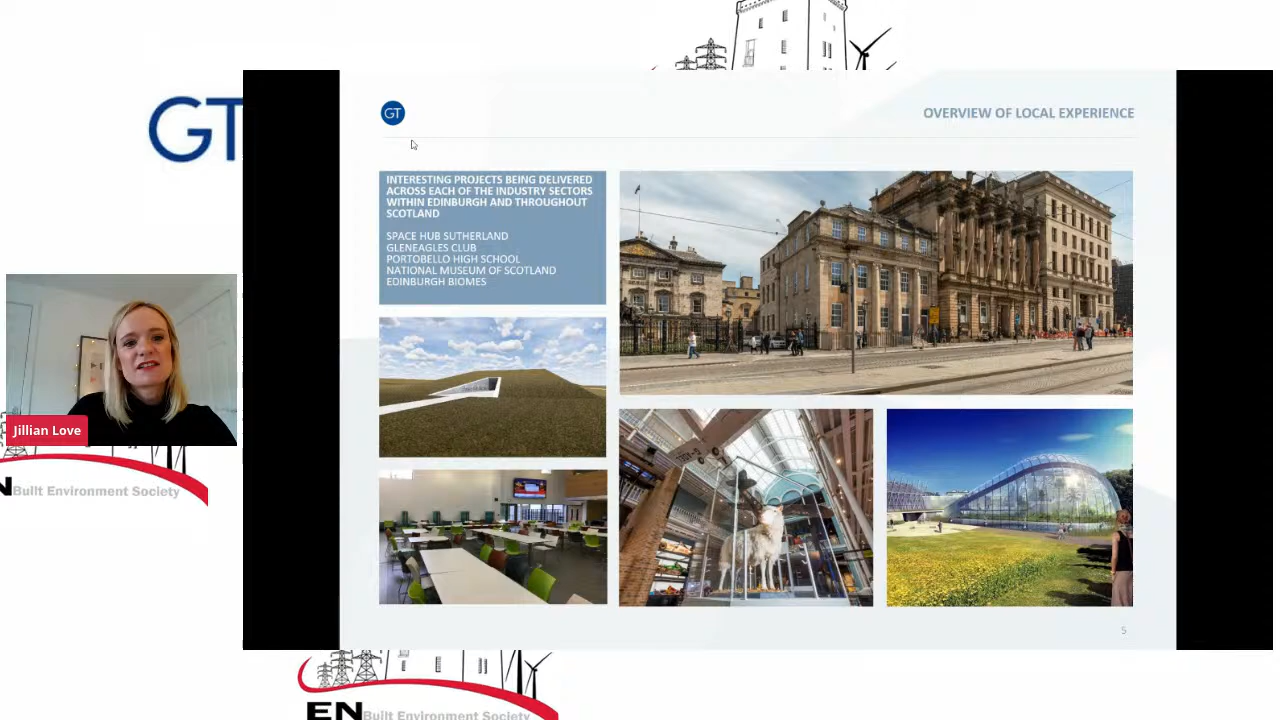 GT
GT
OVERVIEW OF LOCAL EXPERIENCE
INTERESTING PROJECTS BEING DELIVERED
ACROSS EACH OF THE INDUSTRY SECTORS
WITHIN EDINBURGH AND THROUGHOUT
SCOTLAND
SPACE HUB SUTHERLAND
GLENEAGLES CLUB
PORTOBELLO HIGH SCHOOL
NATIONAL MUSEUM OF SCOTLAND
EDINBURGH BIOMES
Jillian Love
N Built Environment Society
5
EN Built Environment Society